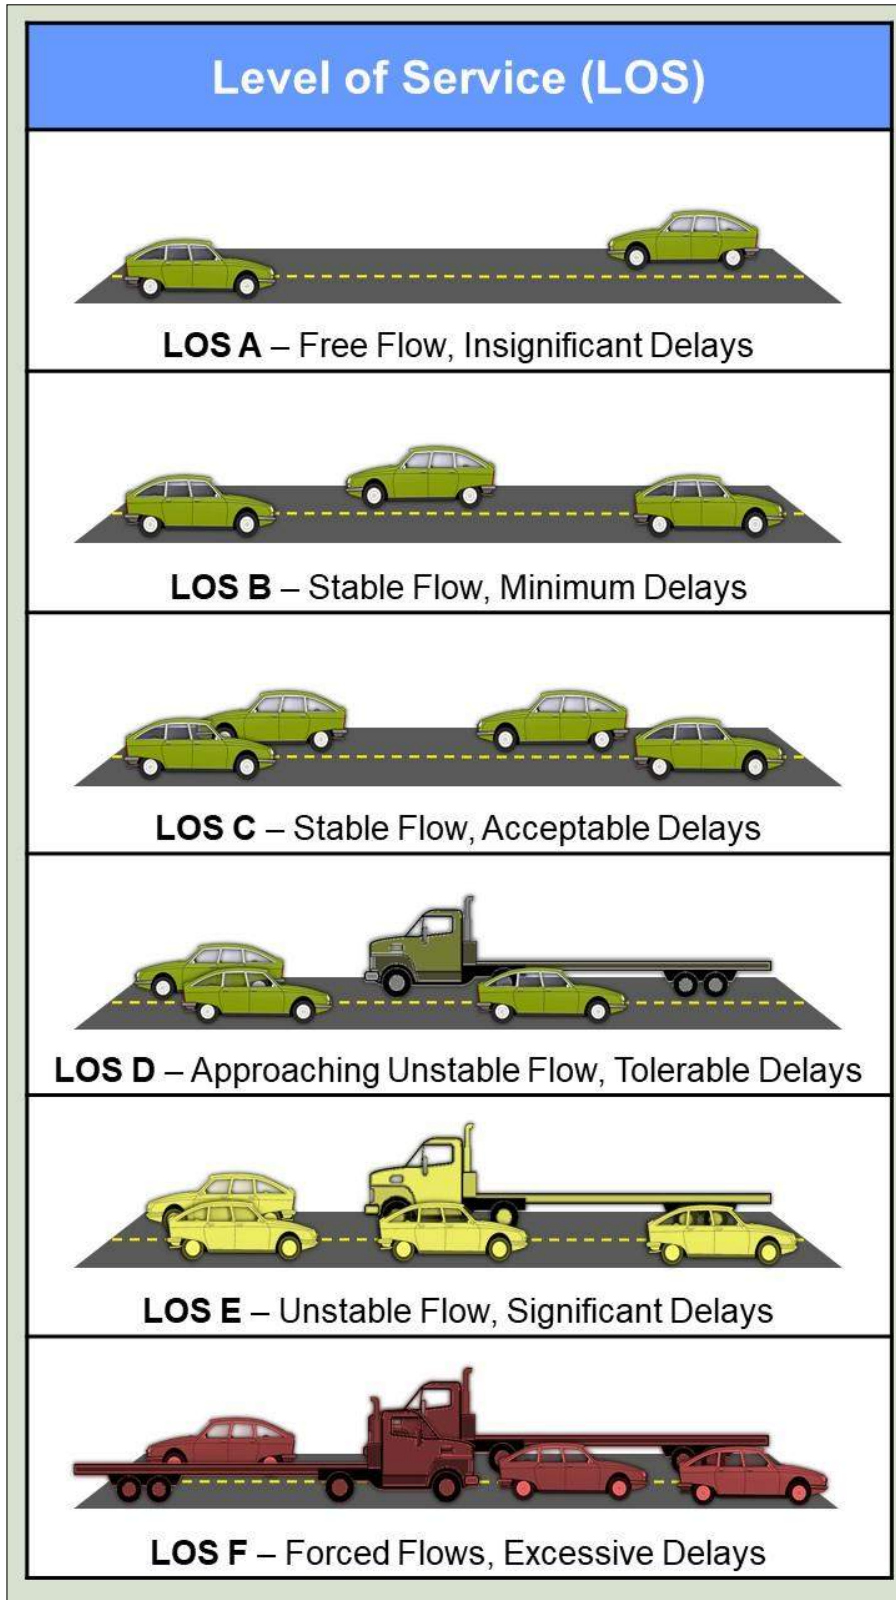 Level of Service (LOS)
LOS A – Free Flow, Insignificant Delays
LOS B – Stable Flow, Minimum Delays
LOS C – Stable Flow, Acceptable Delays
LOS D – Approaching Unstable Flow, Tolerable Delays
LOS E – Unstable Flow, Significant Delays
LOS F – Forced Flows, Excessive Delays